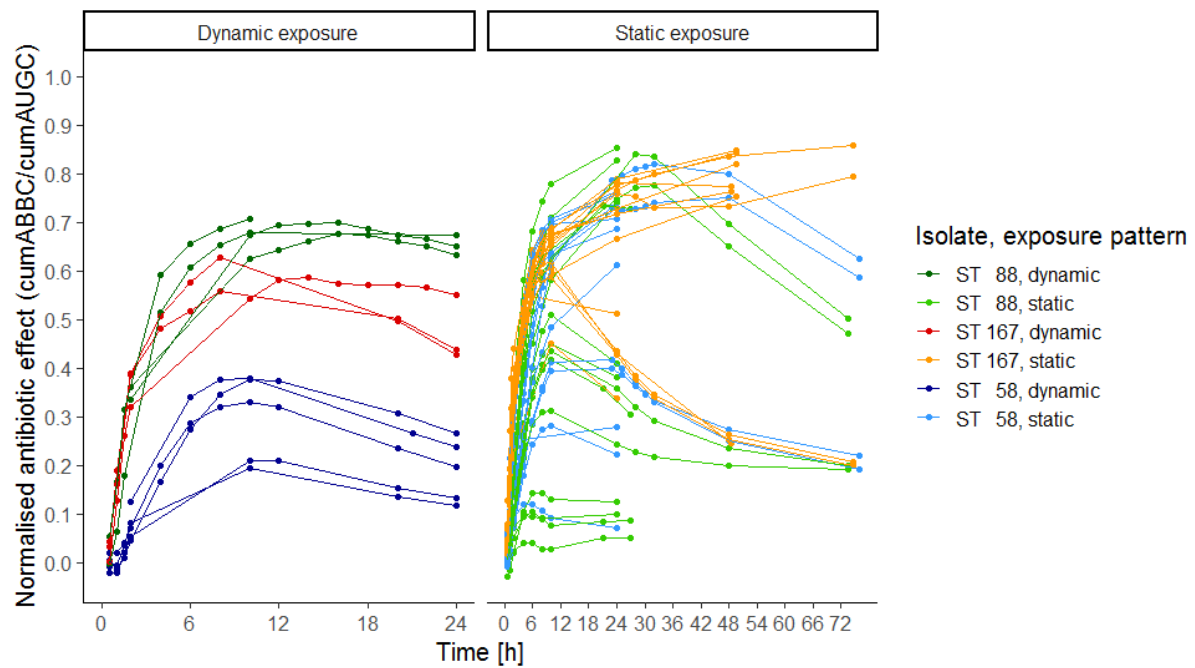 Dynamic exposure
Static exposure
Normalised antibiotic effect (cumABBC/cumAUGC)
1.0
0.9
0.8
0.7
0.6
0.5
0.4
0.3
0.2
0.1
0.0
0 6 12 18 24
0 6 12 18 24 30 36 42 48 54 60 66 72
Time [h]
Isolate, exposure pattern
ST 88, dynamic
ST 88, static
ST 167, dynamic
ST 167, static
ST 58, dynamic
ST 58, static